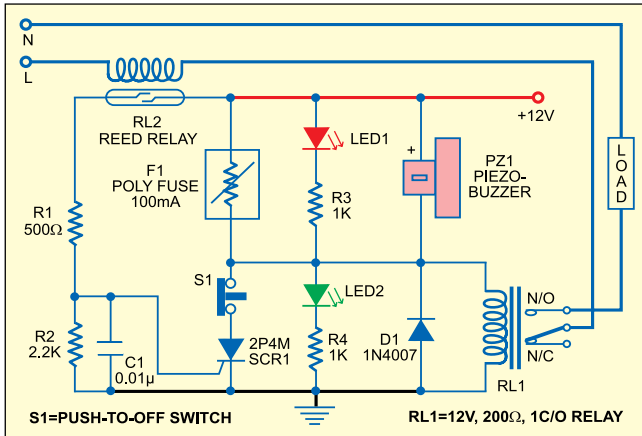 N
L
RL2
REED RELAY
+12V
F1
POLY FUSE
100mA
LED1
+
PZ1
PIEZO-
BUZZER
LOAD
R1
500Ω
R3
1K
S1
LED2
N/O
R2
2.2K
C1
0.01µ
2P4M
SCR1
R4
1K
D1
1N4007
N/C
RL1
S1=PUSH-TO-OFF SWITCH
RL1=12V, 200Ω, 1C/O RELAY